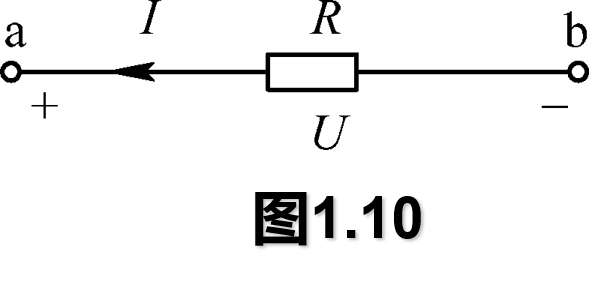 a I R b
+ U −
图1.10